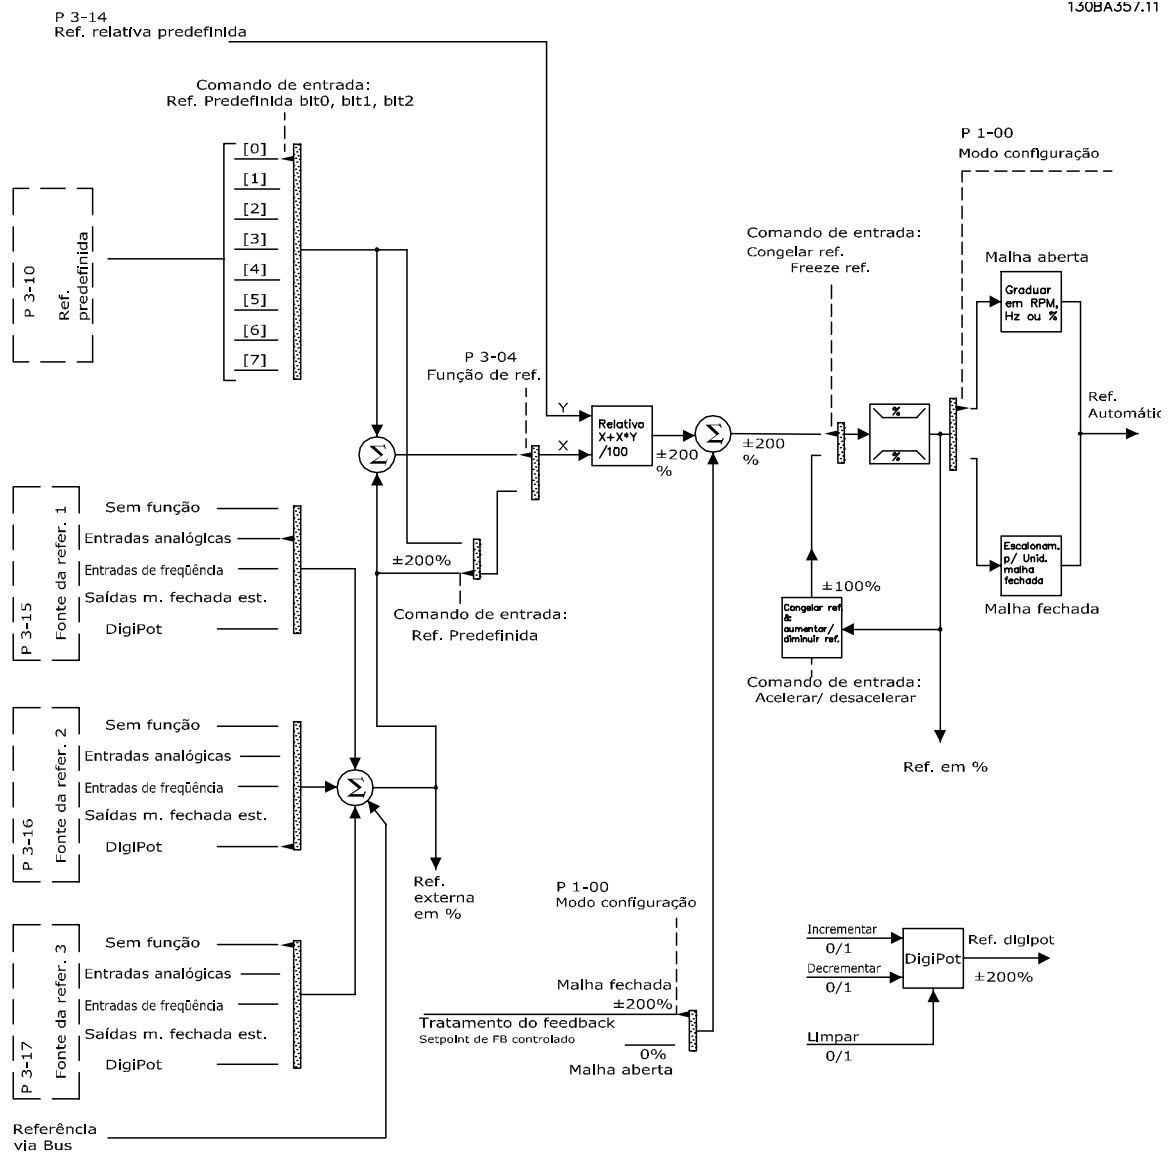 130BA357.11
P 3-14
Ref. relativa predefinida
Comando de entrada:
Ref. Predefinida bit0, bit1, bit2
P 3-10
Ref.
predefinida
[0]
[1]
[2]
[3]
[4]
[5]
[6]
[7]
P 3-04
Função de ref.
Y
X
Relativo
X+X*Y
/100
±200
%
Σ
±200
%
Comando de entrada:
Congelar ref.
Freeze ref.
%
%
P 1-00
Modo configuração
Malha aberta
Graduar
em RPM,
Hz ou %
Ref.
Automátic
Escalonam.
p/ Unid.
malha
fechada
Malha fechada
±100%
Congelar ref.
&
aumentar/
diminuir ref.
Comando de entrada:
Acelerar/ desacelerar
Ref. em %
Σ
±200%
Comando de entrada:
Ref. Predefinida
P 3-15
Fonte da refer. 1
Sem função
Entradas analógicas
Entradas de freqüência
Saídas m. fechada est.
DigiPot
P 3-16
Fonte da refer. 2
Sem função
Entradas analógicas
Entradas de freqüência
Saídas m. fechada est.
DigiPot
Σ
Ref.
externa
em %
P 3-17
Fonte da refer. 3
Sem função
Entradas analógicas
Entradas de freqüência
Saídas m. fechada est.
DigiPot
Referência
via Bus
P 1-00
Modo configuração
Malha fechada
±200%
Tratamento do feedback
Setpoint de FB controlado
0%
Malha aberta
Incrementar
0/1
Decrementar
0/1
Limpar
0/1
DigiPot
Ref. digipot
±200%